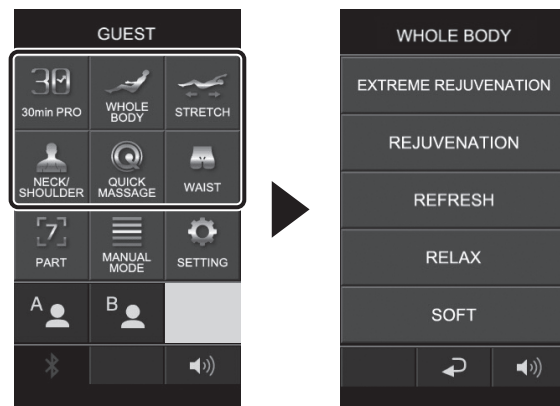 GUEST
30
30min PRO
WHOLE
BODY
STRETCH
NECK/
SHOULDER
QUICK
MASSAGE
WAIST
7
PART
MANUAL
MODE
SETTING
A
B
WHOLE BODY
EXTREME REJUVENATION
REJUVENATION
REFRESH
RELAX
SOFT